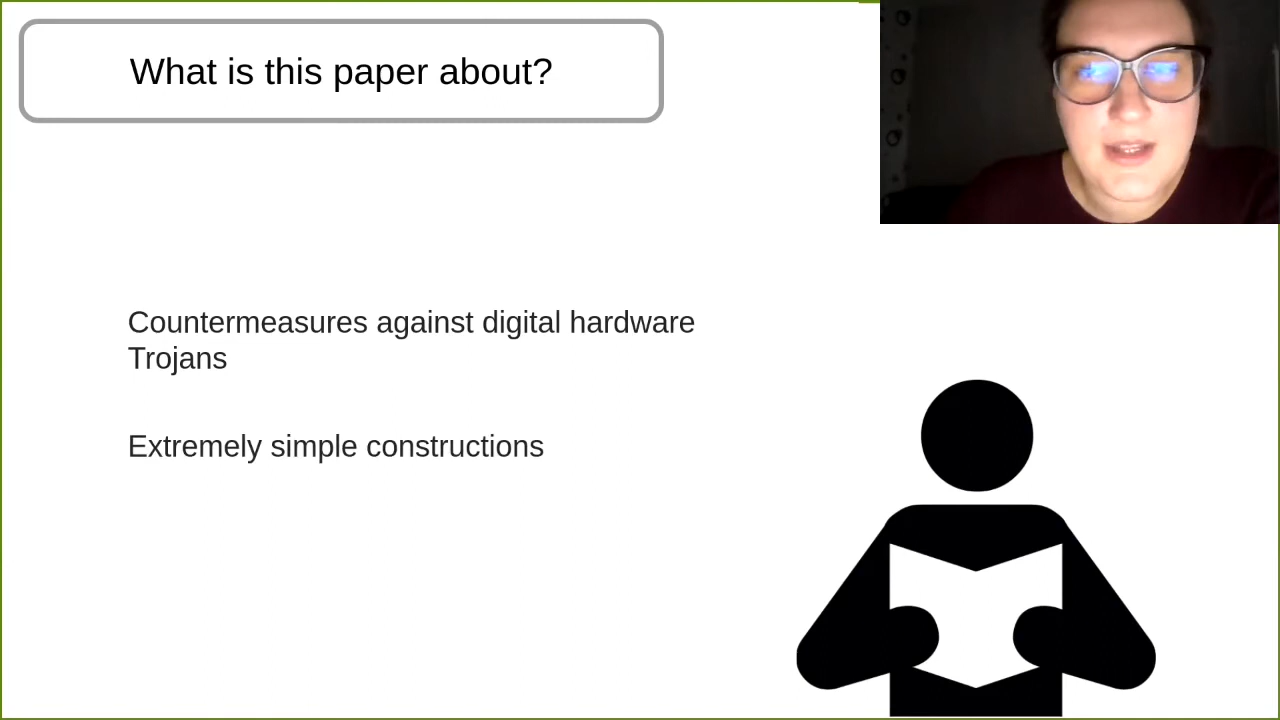 What is this paper about?
Countermeasures against digital hardware
Trojans
Extremely simple constructions